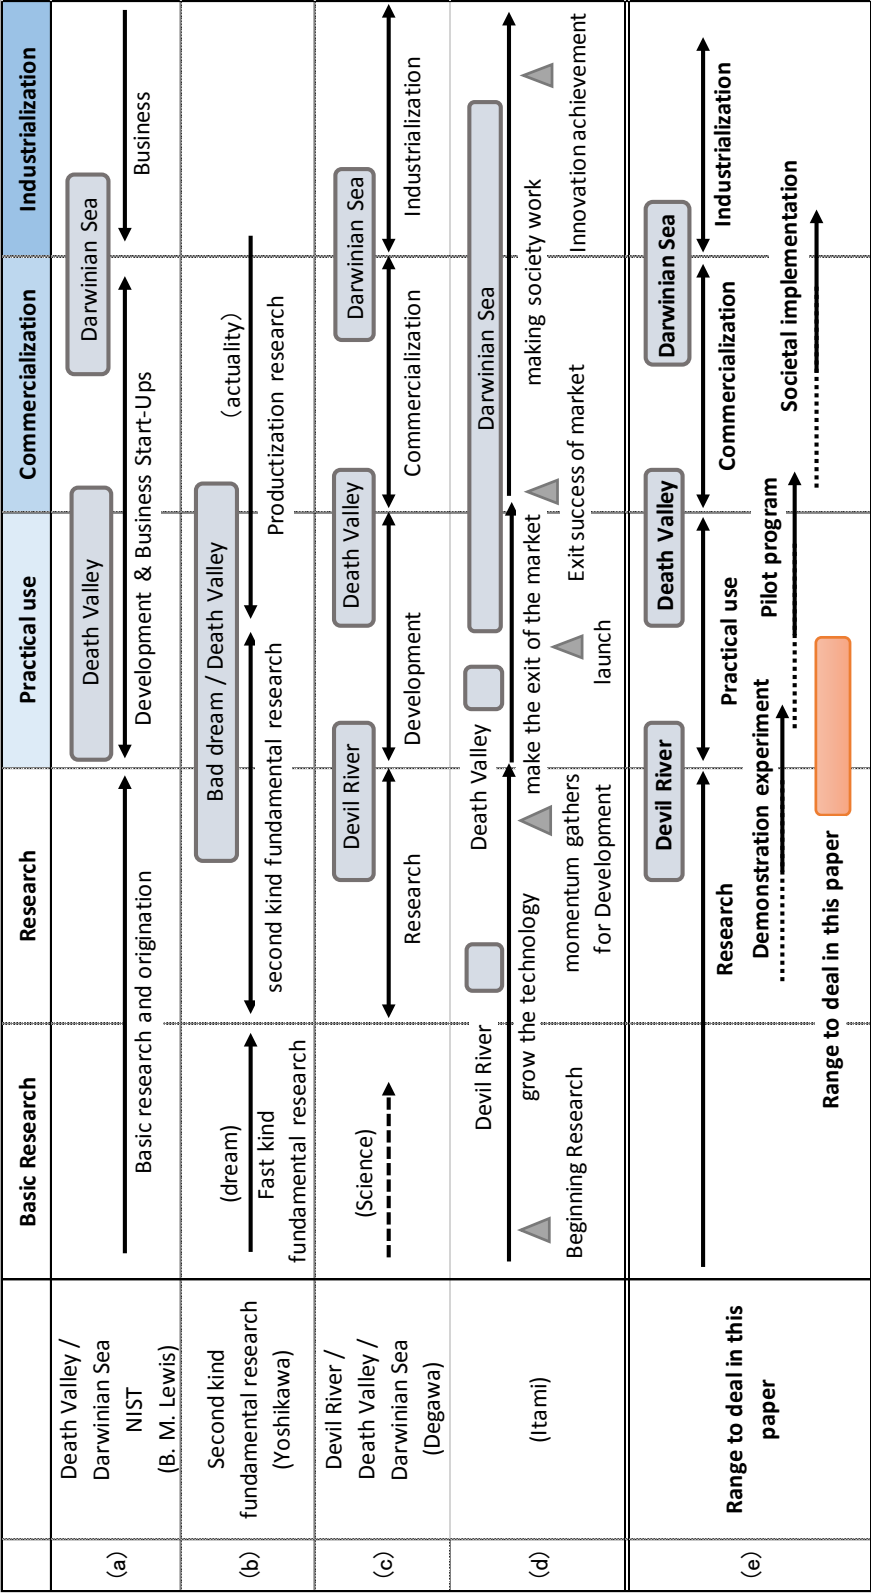 Basic Research
Research
Practical use
Commercialization
Industrialization
(a)
Death Valley /
Darwinian Sea
NIST
(B. M. Lewis)
Death Valley
Darwinian Sea
Basic research and origination
Development & Business Start-Ups
Business
(b)
Second kind
fundamental research
(Yoshikawa)
(dream)
Fast kind
fundamental research
Bad dream / Death Valley
second kind fundamental research
(actuality)
Productization research
(c)
Devil River /
Death Valley /
Darwinian Sea
(Degawa)
(Science)
Devil River
Death Valley
Darwinian Sea
Research
Development
Commercialization
Industrialization
(d)
(Itami)
Devil River
Death Valley
Darwinian Sea
grow the technology
make the exit of the market
making society work
Beginning Research
momentum gathers
for Development
launch
Exit success of market
Innovation achievement
(e)
Range to deal in this
paper
Devil River
Death Valley
Darwinian Sea
Research
Practical use
Commercialization
Industrialization
Demonstration experiment
Pilot program
Societal implementation
Range to deal in this paper